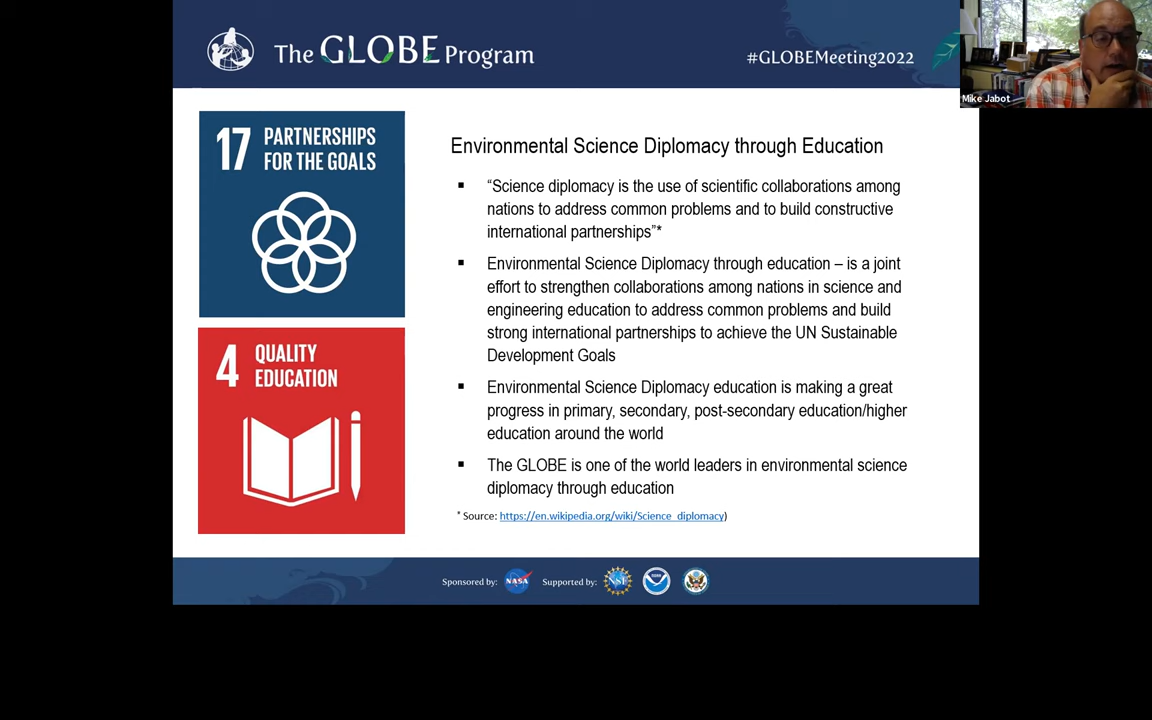 The GLOBE Program
#GLOBEMeeting2022
Mike Jabot
17 PARTNERSHIPS
FOR THE GOALS
4 QUALITY
EDUCATION
Environmental Science Diplomacy through Education
▪ “Science diplomacy is the use of scientific collaborations among
nations to address common problems and to build constructive
international partnerships”*
▪ Environmental Science Diplomacy through education – is a joint
effort to strengthen collaborations among nations in science and
engineering education to address common problems and build
strong international partnerships to achieve the UN Sustainable
Development Goals
▪ Environmental Science Diplomacy education is making a great
progress in primary, secondary, post-secondary education/higher
education around the world
▪ The GLOBE is one of the world leaders in environmental science
diplomacy through education
* Source: https://en.wikipedia.org/wiki/Science_diplomacy)
Sponsored by: NASA Supported by: NSF NOAA